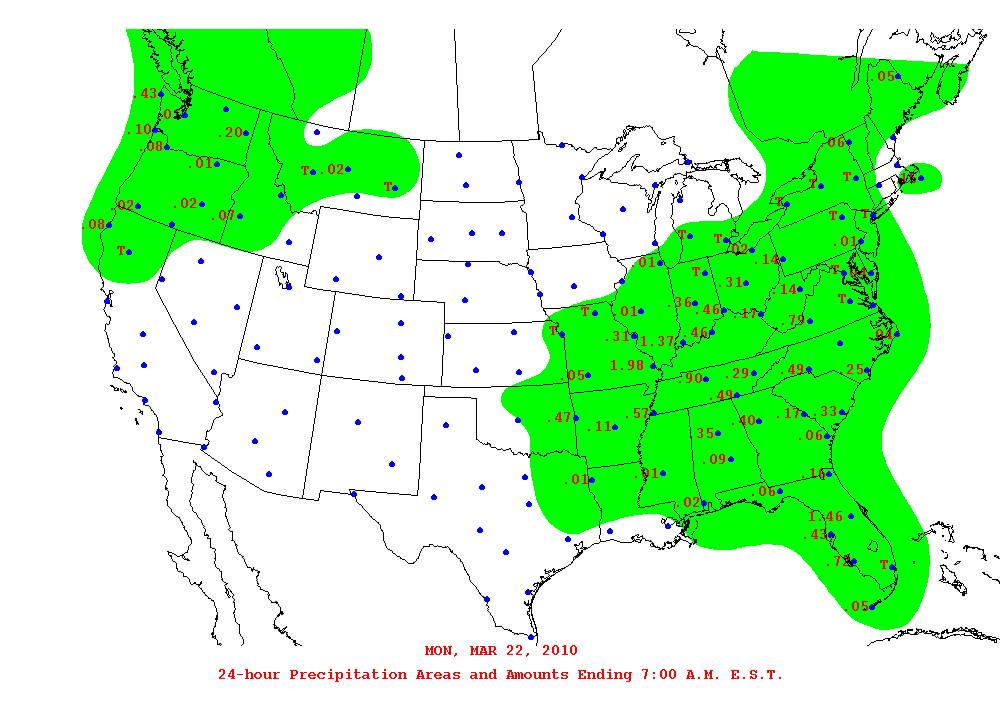 .05
.43
.10
.20
.06
.08
.01
T
.02
T
T
T
T
.02
.02
.07
T
T
T
.08
T
T
T
.01
.02
.14
.01
T
.31
T
.04
.14
T
T
.01
.36
.46
.17
.79
T
.31
1.37
.46
.04
1.98
.05
.90
.29
.49
.25
.49
.47
.11
.57
.40
.17
.33
.35
.06
.09
.01
.01
.16
.06
.02
1.46
.43
.72
T
.05
MON, MAR 22, 2010
24-hour Precipitation Areas and Amounts Ending 7:00 A.M. E.S.T.